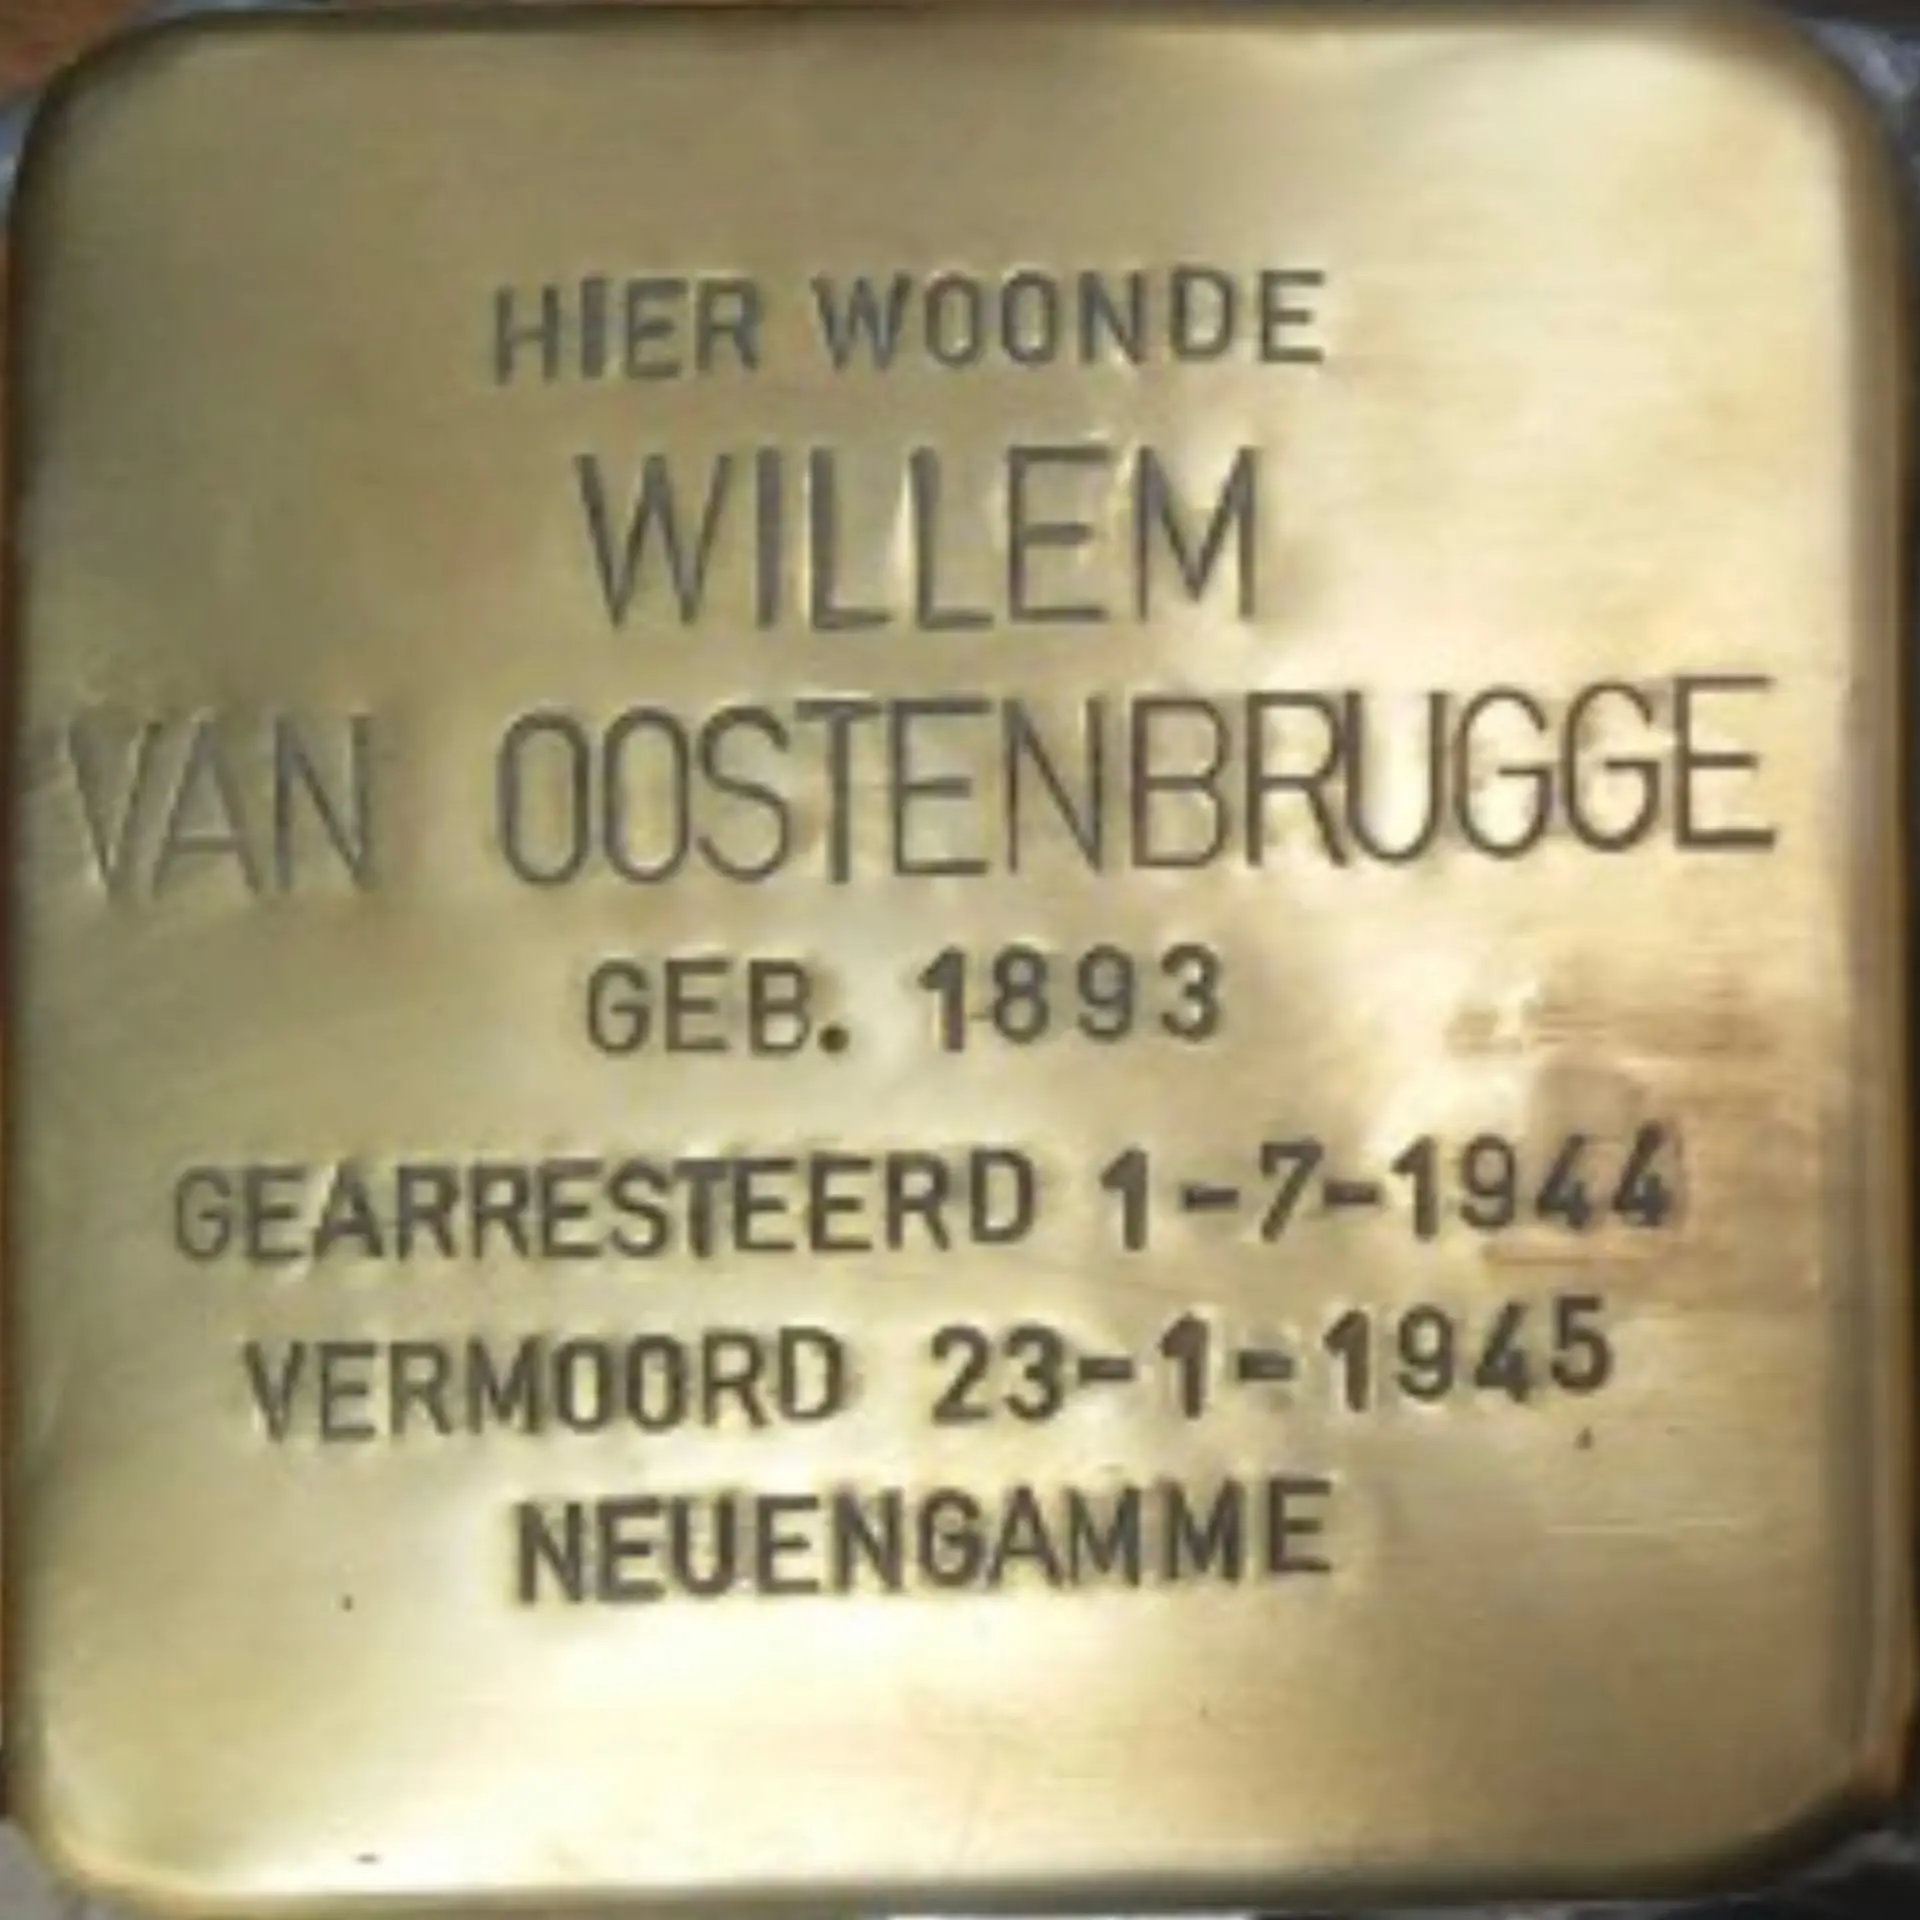 HIER WOONDE
WILLEM
VAN OOSTENBRUGGE
GEB. 1893
GEARRESTEERD 1-7-1944
VERMOORD 23-1-1945
NEUENGAMME